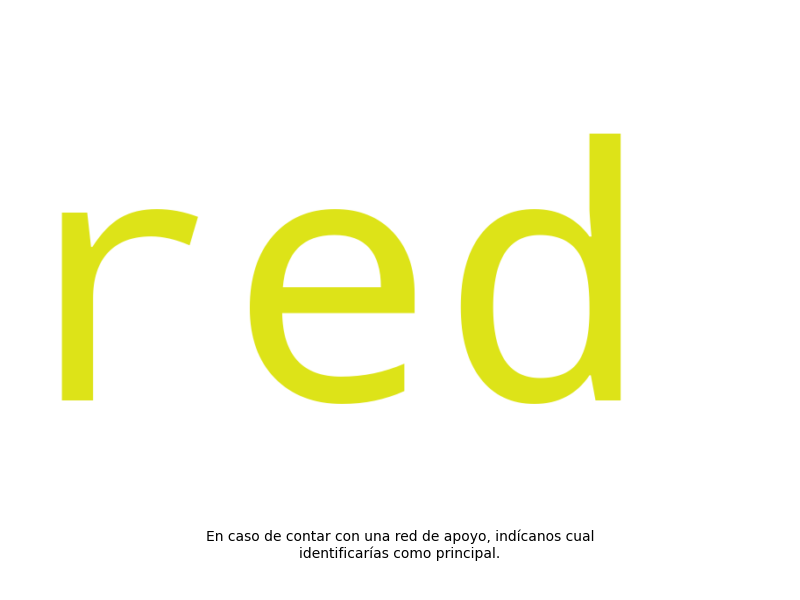 red
En caso de contar con una red de apoyo, indícanos cual
identificarías como principal.